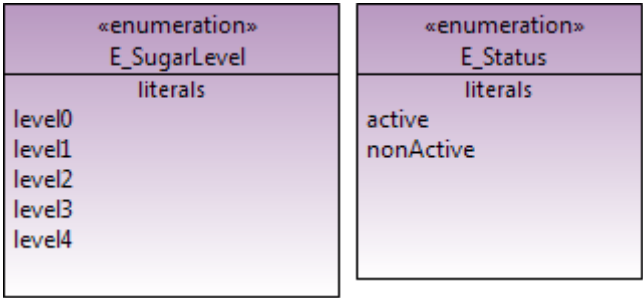 «enumeration»
E_SugarLevel
literals
level0
level1
level2
level3
level4
«enumeration»
E_Status
literals
active
nonActive